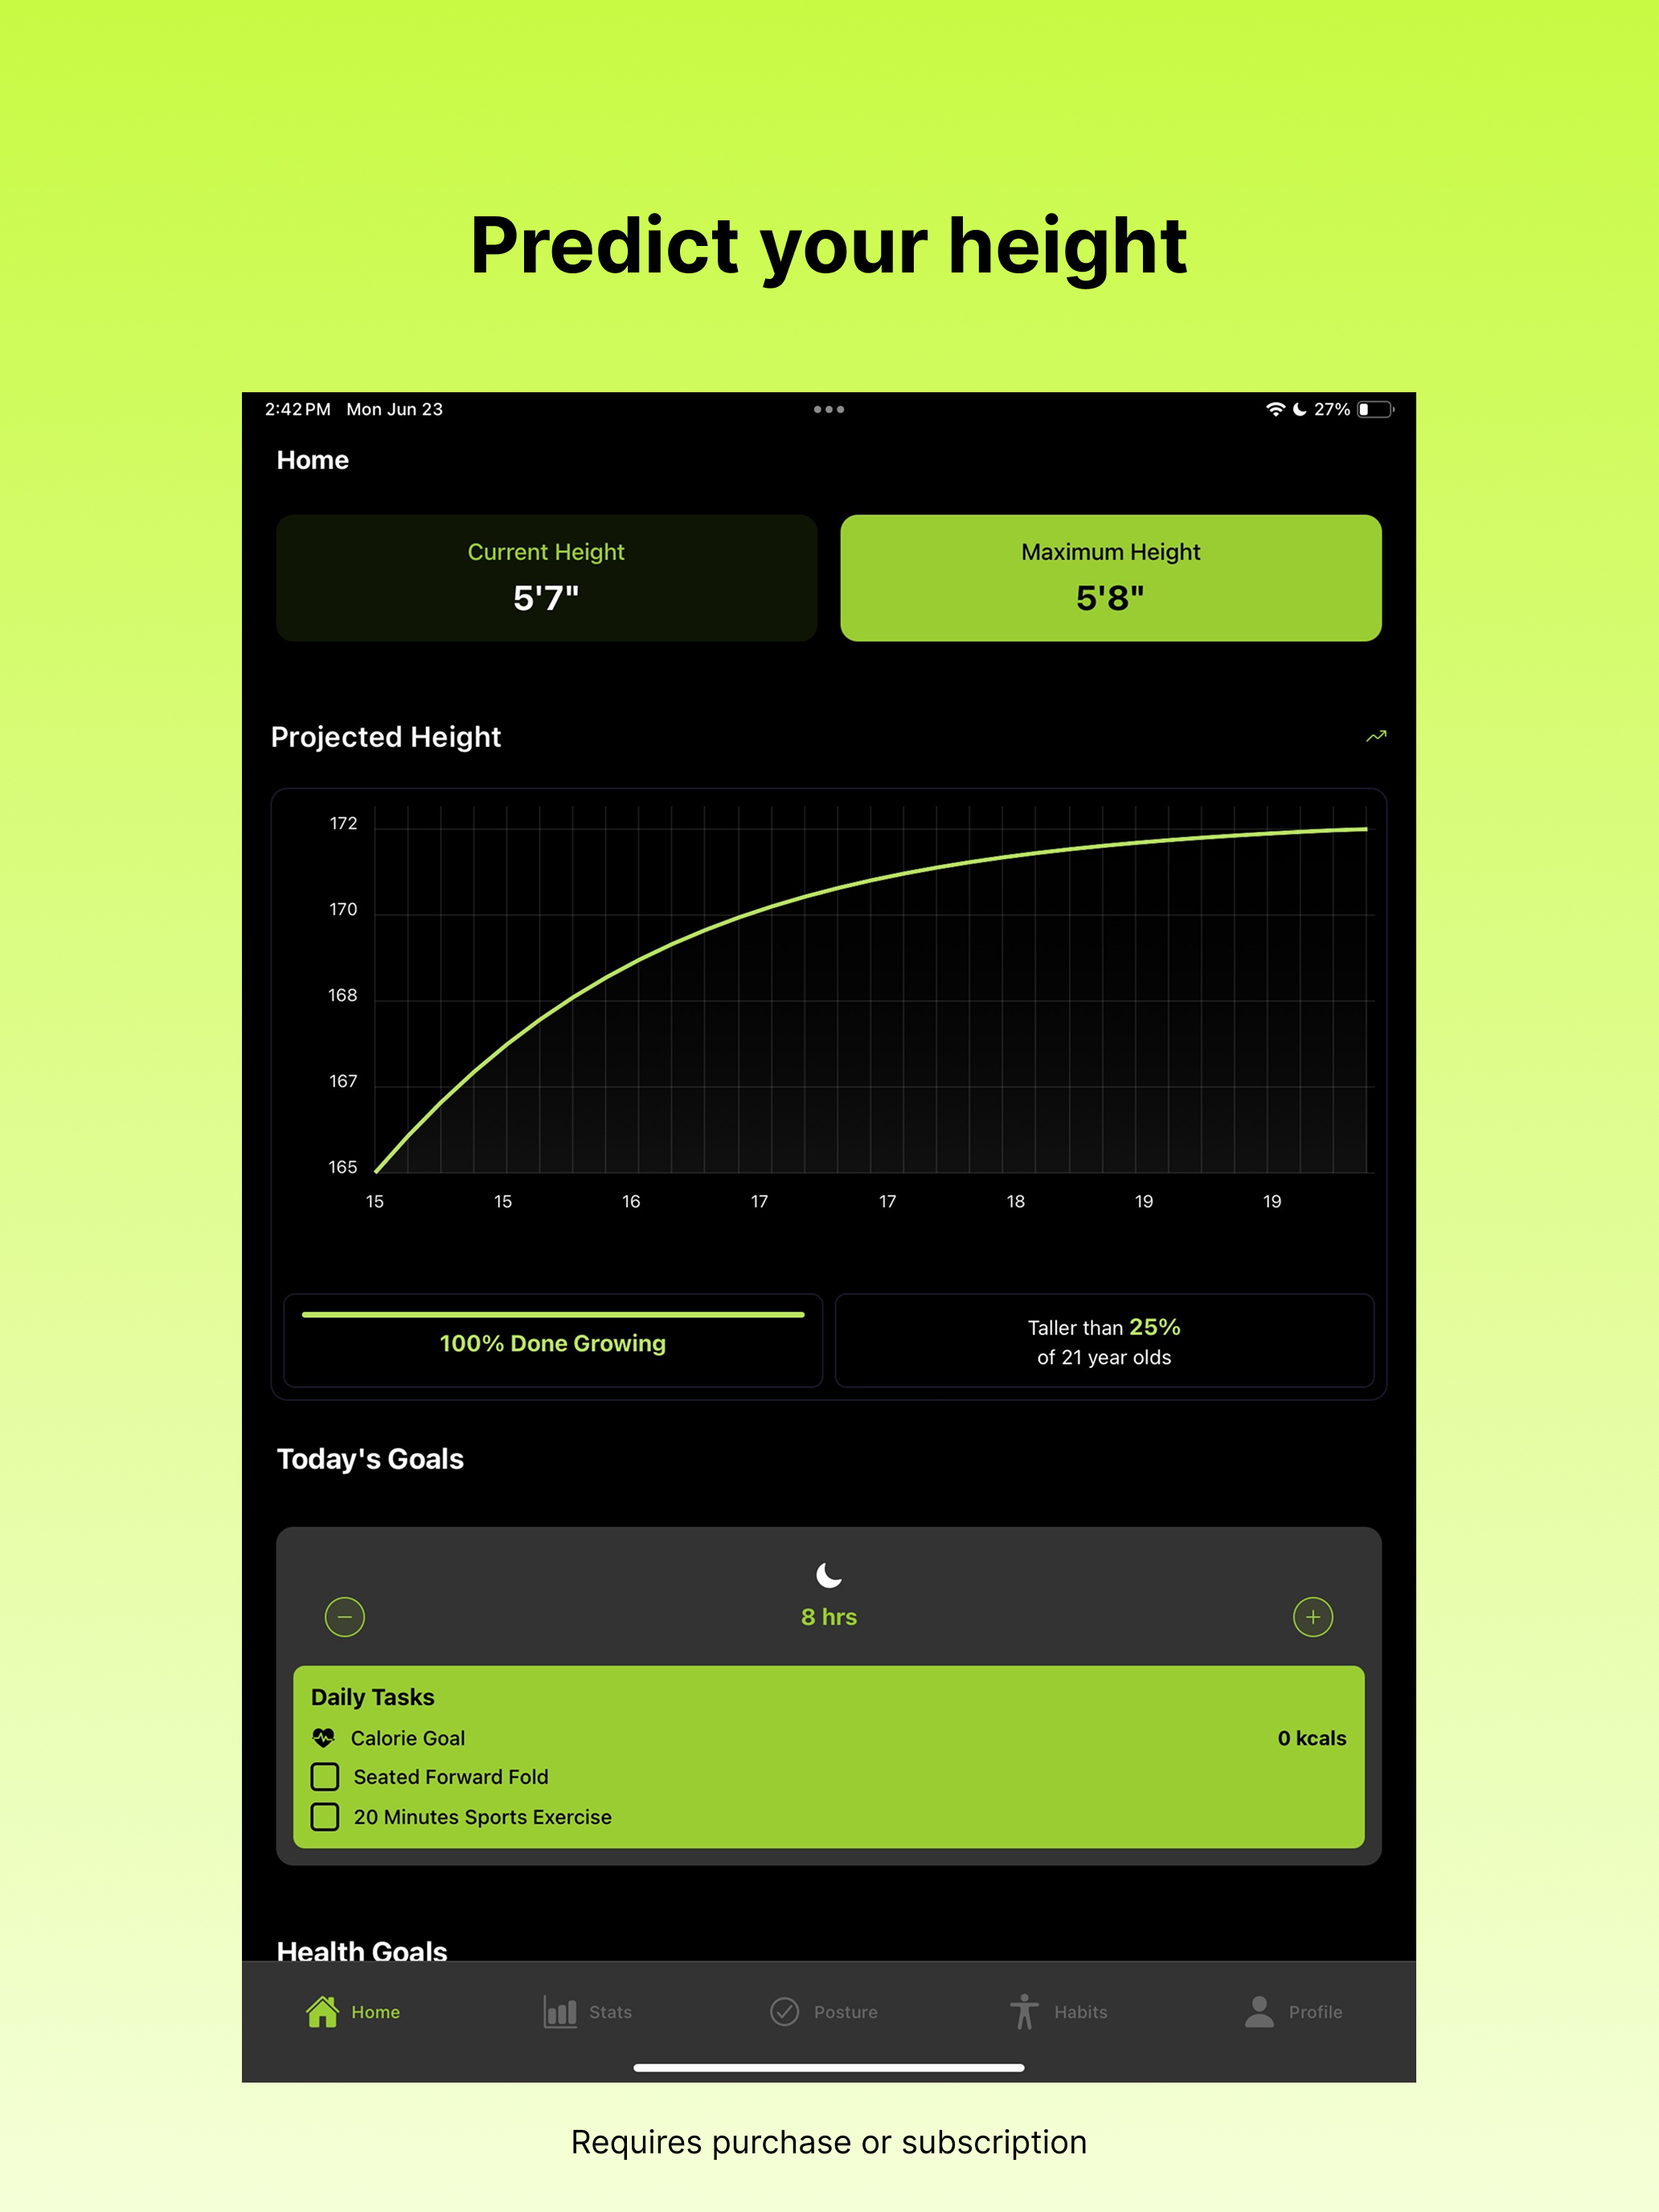 Predict your height
2:42 PM Mon Jun 23
27%
Home
Current Height
5'7"
Maximum Height
5'8"
Projected Height
172
170
168
167
165
15 15 16 17 17 18 19 19
100% Done Growing
Taller than 25%
of 21 year olds
Today's Goals
8 hrs
Daily Tasks
Calorie Goal 0 kcals
Seated Forward Fold
20 Minutes Sports Exercise
Health Goals
Home Stats Posture Habits Profile
Requires purchase or subscription